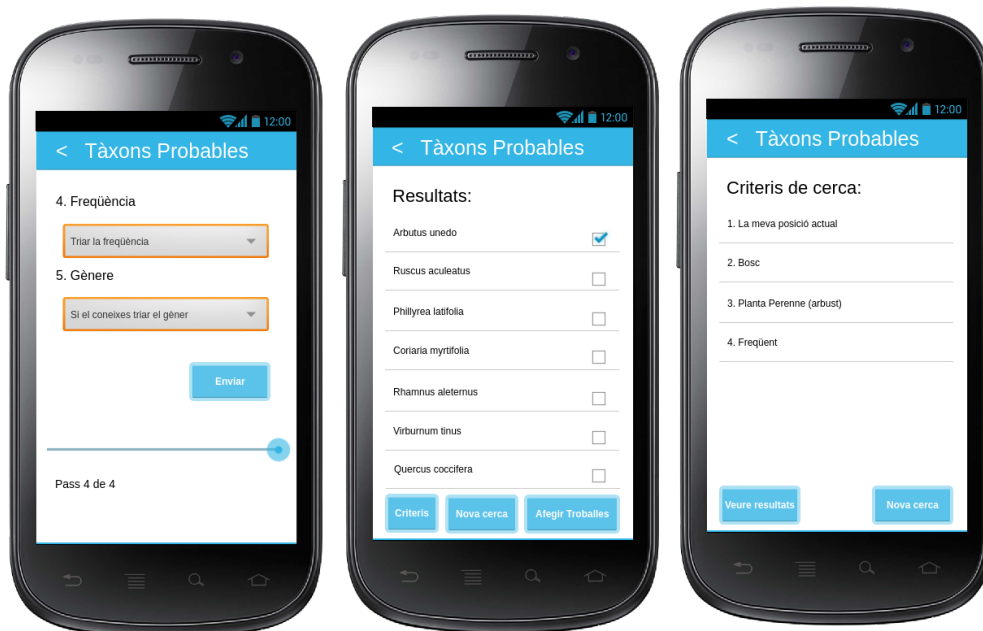 12:00
< Tàxons Probables
4. Freqüència
Triar la freqüència
5. Gènere
Si el coneixes triar el gèner
Enviar
Pass 4 de 4
12:00
< Tàxons Probables
Resultats:
Arbutus unedo
Ruscus aculeatus
Phillyrea latifolia
Coriaria myrtifolia
Rhamnus aleternus
Virburnum tinus
Quercus coccifera
Criteris
Nova cerca
Afegir Troballes
12:00
< Tàxons Probables
Criteris de cerca:
1. La meva posició actual
2. Bosc
3. Planta Perenne (arbust)
4. Freqüent
Veure resultats
Nova cerca